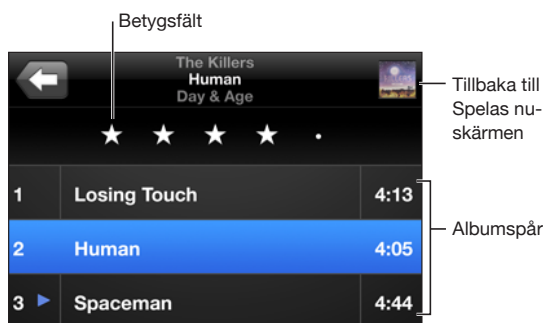 Betygsfält
The Killers
Human
Day & Age
Tillbaka till
Spelas nu-
skärmen
1 Losing Touch 4:13
2 Human 4:05
3 Spaceman 4:44
Albumspår